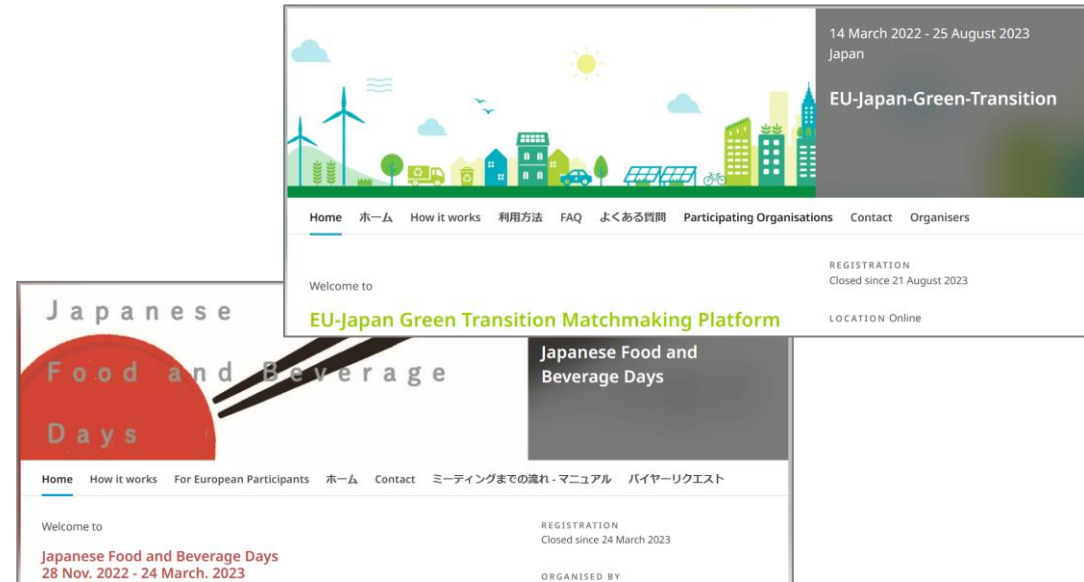 14 March 2022 - 25 August 2023
Japan
EU-Japan-Green-Transition
Home ホーム How it works 利用方法 FAQ よくある質問 Participating Organisations Contact Organisers
Welcome to
EU-Japan Green Transition Matchmaking Platform
REGISTRATION
Closed since 21 August 2023
LOCATION Online
Japanese
Food and Beverage
Days
Japanese Food and
Beverage Days
Home How it works For European Participants ホーム Contact ミーティングまでの流れ - マニュアル バイヤーリクエスト
Welcome to
Japanese Food and Beverage Days
28 Nov. 2022 - 24 March. 2023
REGISTRATION
Closed since 24 March 2023
ORGANISED BY